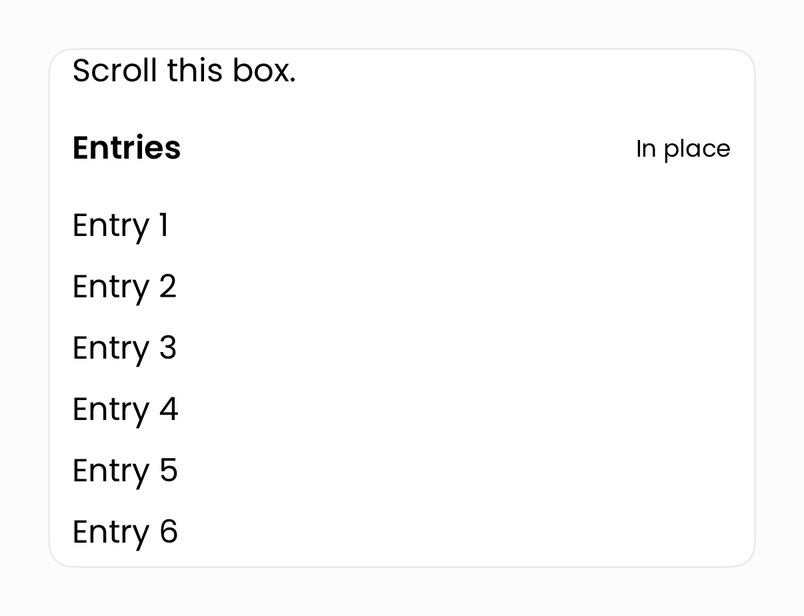 Scroll this box.
Entries In place
Entry 1
Entry 2
Entry 3
Entry 4
Entry 5
Entry 6